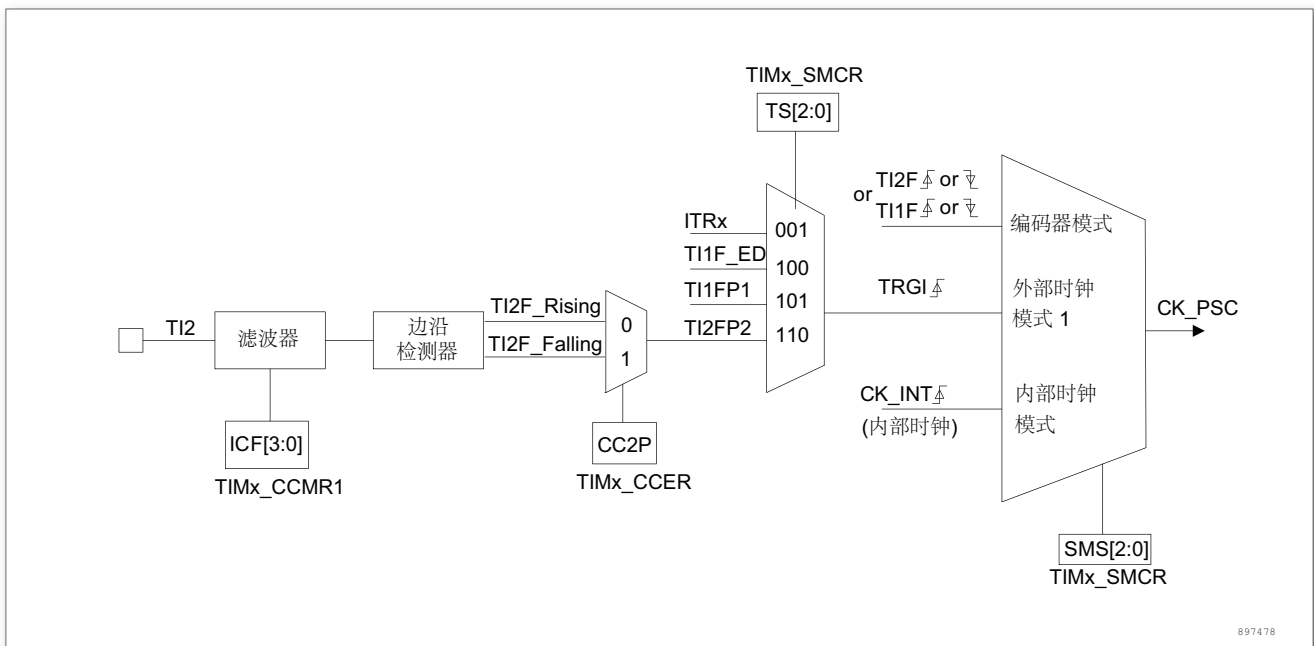 TIMx_SMCR
TS[2:0]
ITRx
TI1F_ED
TI1FP1
TI2FP2
001
100
101
110
TI2
滤波器
ICF[3:0]
TIMx_CCMR1
边沿
检测器
TI2F_Rising
TI2F_Falling
0
1
CC2P
TIMx_CCER
or TI2F or
TI1F or
编码器模式
TRGI
外部时钟
模式 1
CK_INT
(内部时钟)
内部时钟
模式
CK_PSC
SMS[2:0]
TIMx_SMCR
897478